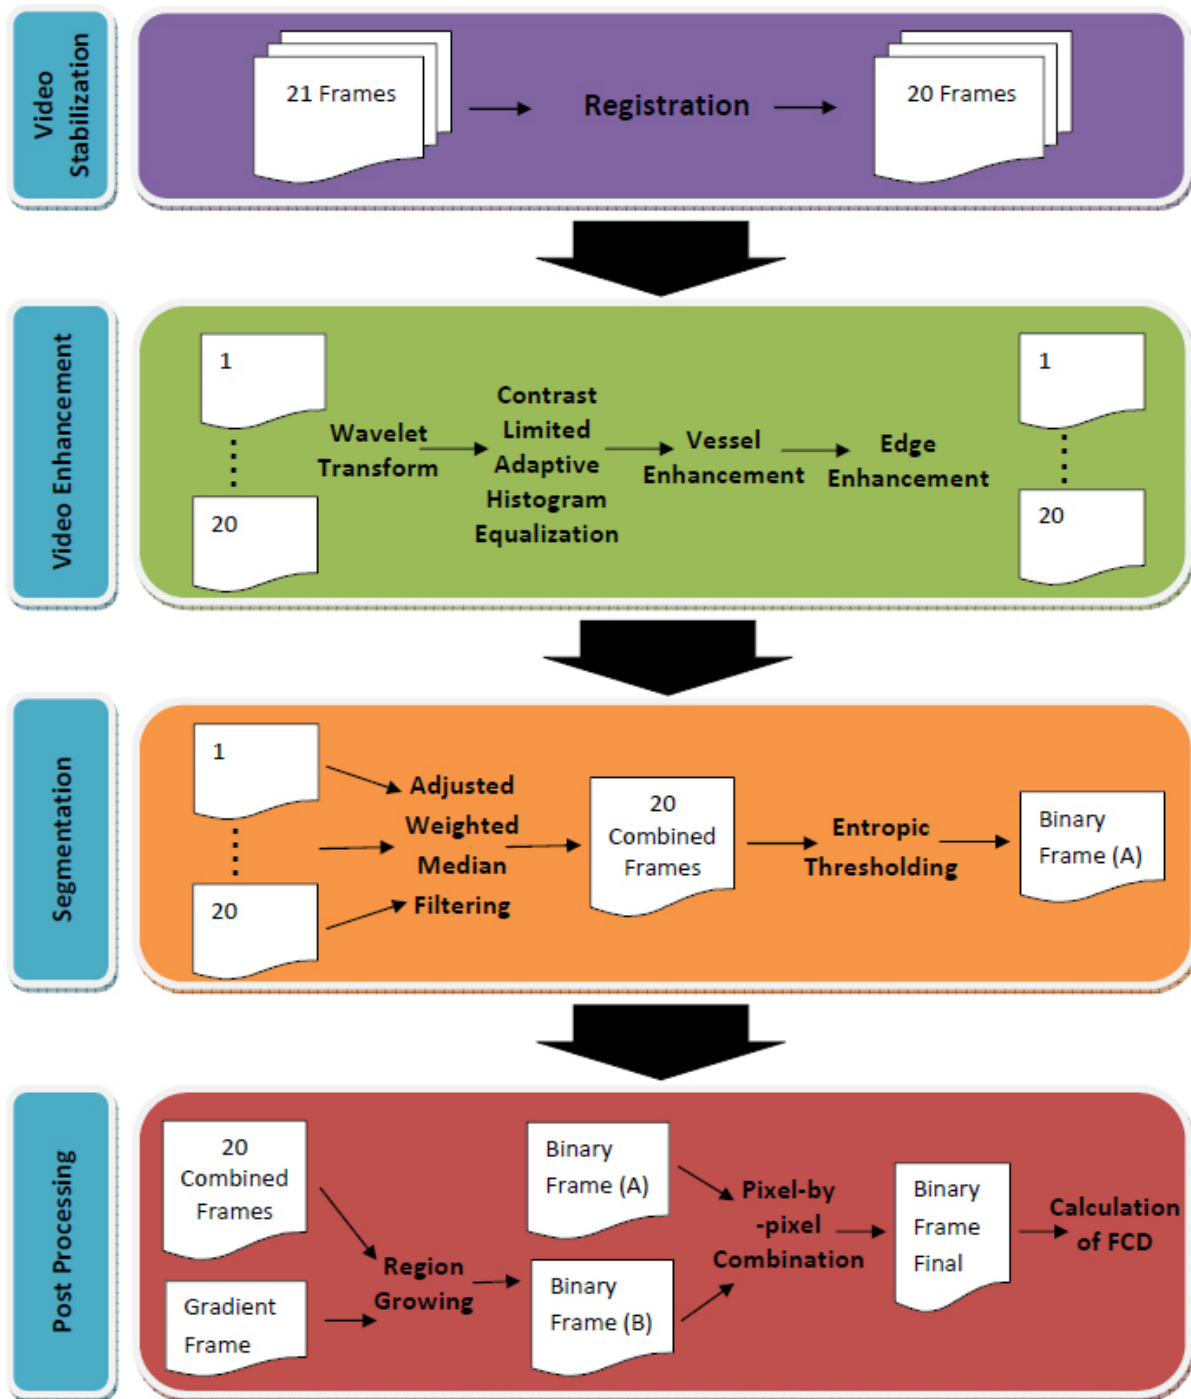 Video
Stabilization
21 Frames
Registration
20 Frames
Video Enhancement
1
20
Wavelet
Transform
Contrast
Limited
Adaptive
Histogram
Equalization
Vessel
Enhancement
Edge
Enhancement
1
20
Segmentation
1
20
Adjusted
Weighted
Median
Filtering
20
Combined
Frames
Entropic
Thresholding
Binary
Frame (A)
Post Processing
20
Combined
Frames
Gradient
Frame
Region
Growing
Binary
Frame (A)
Binary
Frame (B)
Pixel-by
-pixel
Combination
Binary
Frame
Final
Calculation
of FCD